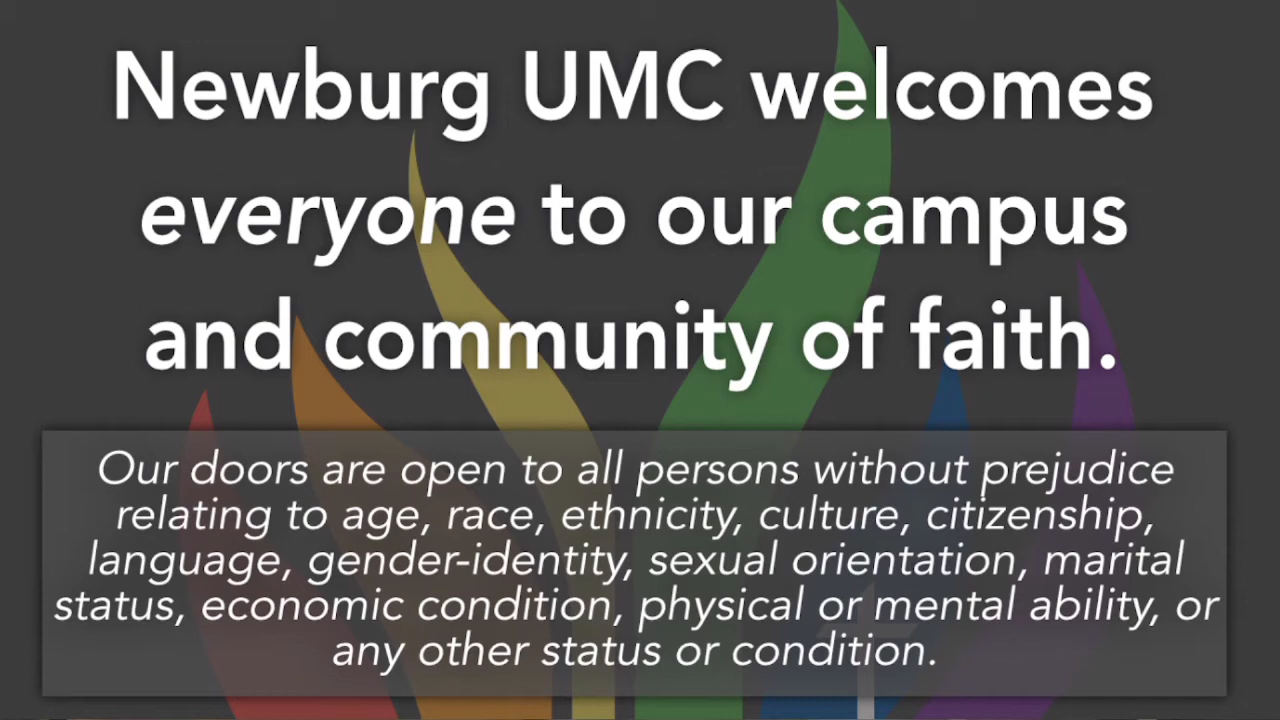 Newburg UMC welcomes
everyone to our campus
and community of faith.
Our doors are open to all persons without prejudice
relating to age, race, ethnicity, culture, citizenship,
language, gender-identity, sexual orientation, marital
status, economic condition, physical or mental ability, or
any other status or condition.